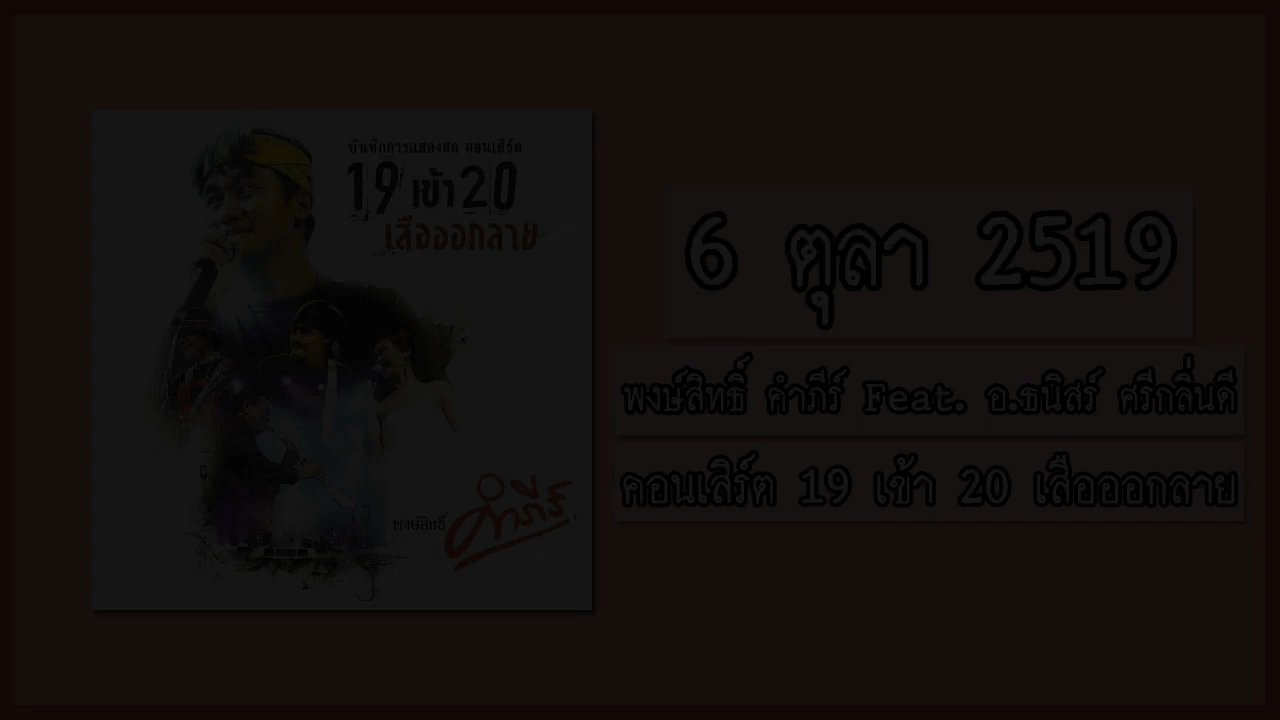 บันทึกการแสดงสด คอนเสิร์ต
19 เข้า 20
เสือออกลาย
พงษ์สิทธิ์ คำภีร์
6 ตุลา 2519
พงษ์สิทธิ์ คำภีร์ Feat. อ.ธนิสร์ ศรีกลิ่นดี
คอนเสิร์ต 19 เข้า 20 เสือออกลาย